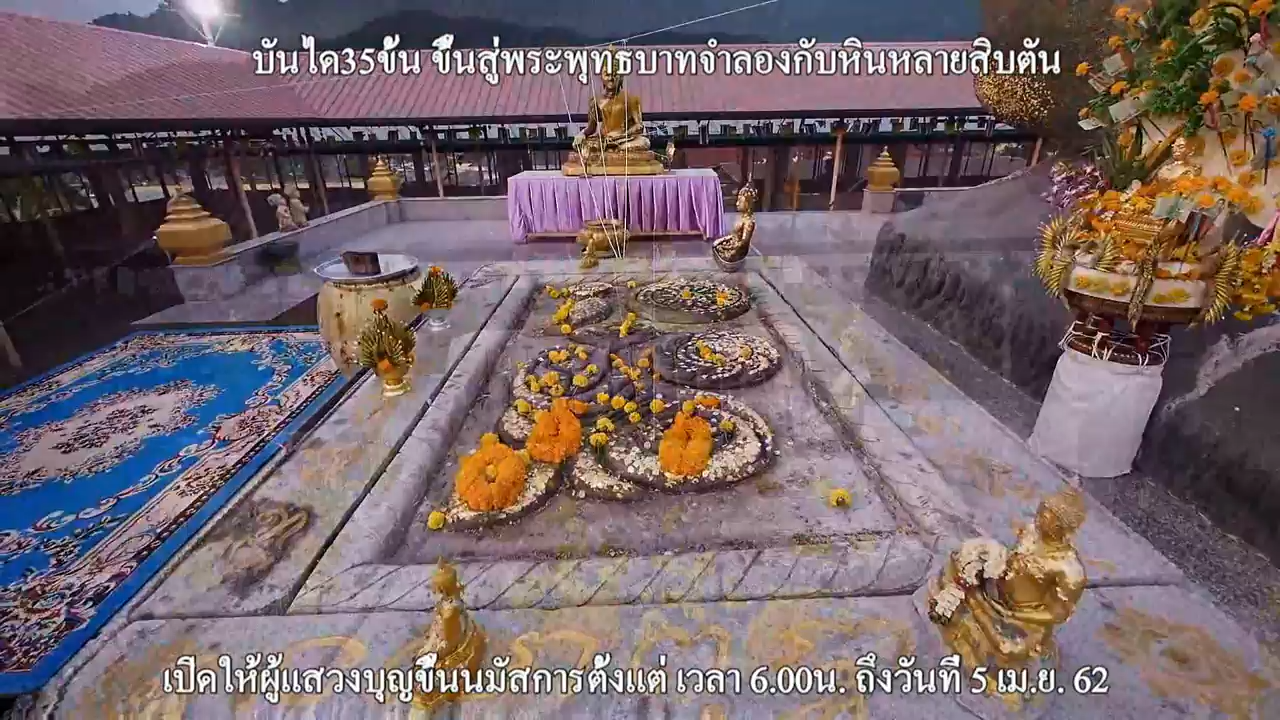 บันได35ขั้น ขึ้นสู่พระพุทธบาทจำลองกับหินหลายสิบตัน
เปิดให้ผู้แสวงบุญขึ้นนมัสการตั้งแต่ เวลา 6.00น. ถึงวันที่ 5 เม.ย. 62